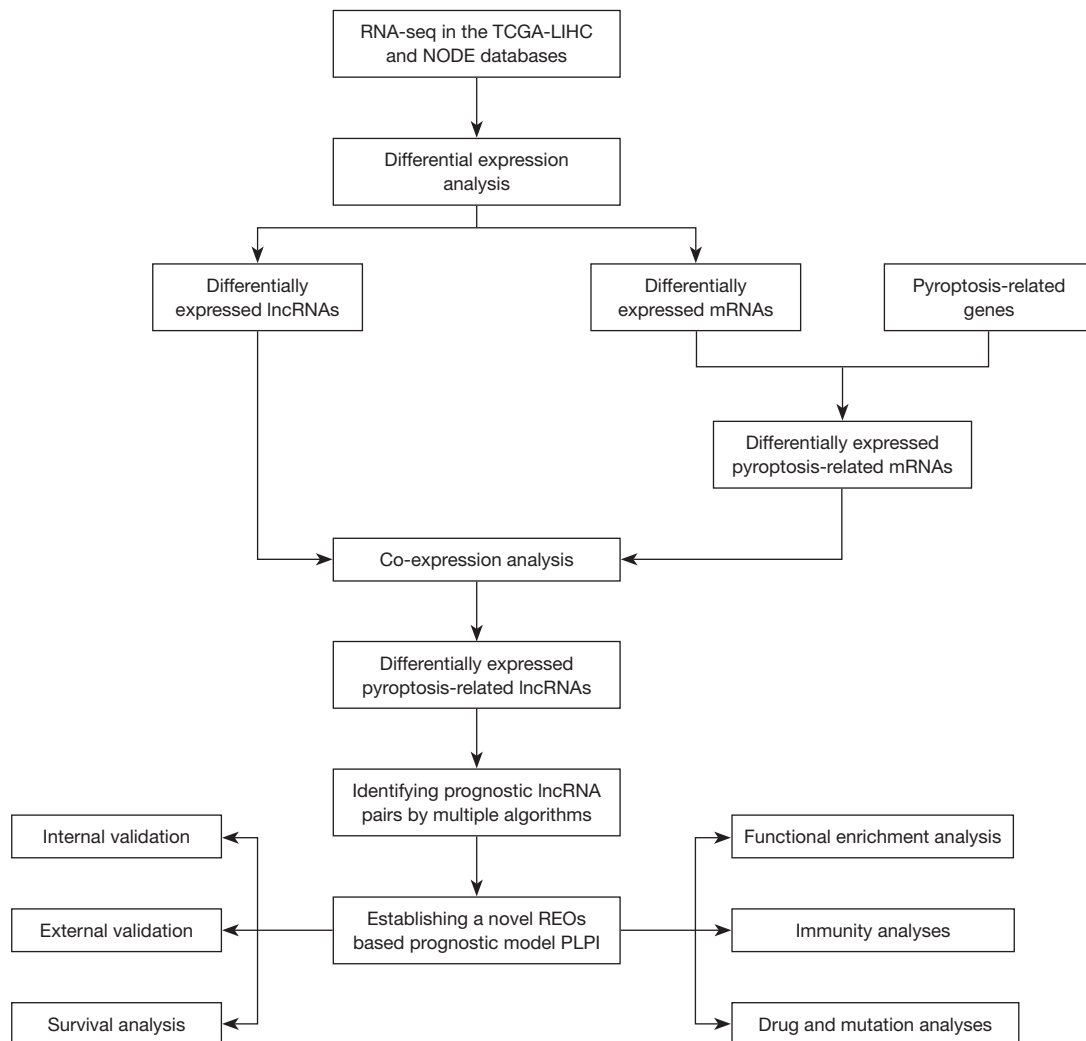 RNA-seq in the TCGA-LIHC
and NODE databases
Differential expression
analysis
Differentially
expressed lncRNAs
Differentially
expressed mRNAs
Pyroptosis-related
genes
Differentially expressed
pyroptosis-related mRNAs
Co-expression analysis
Differentially expressed
pyroptosis-related lncRNAs
Identifying prognostic lncRNA
pairs by multiple algorithms
Internal validation
Functional enrichment analysis
External validation
Establishing a novel REOs
based prognostic model PLPI
Immunity analyses
Survival analysis
Drug and mutation analyses